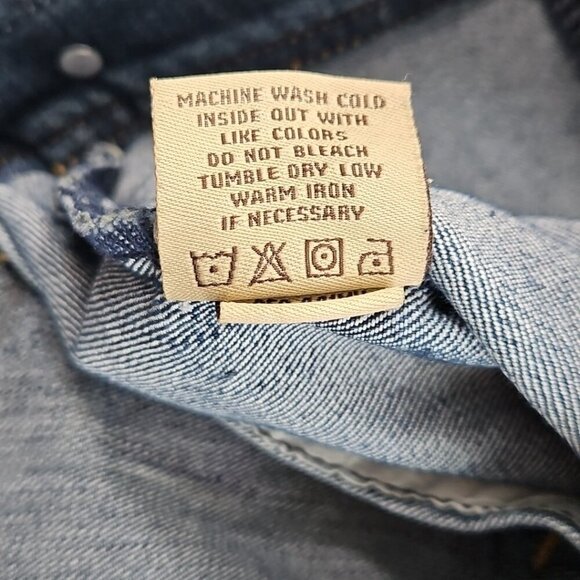 MACHINE WASH COLD
INSIDE OUT WITH
LIKE COLORS
DO NOT BLEACH
TUMBLE DRY LOW
WARM IRON
IF NECESSARY